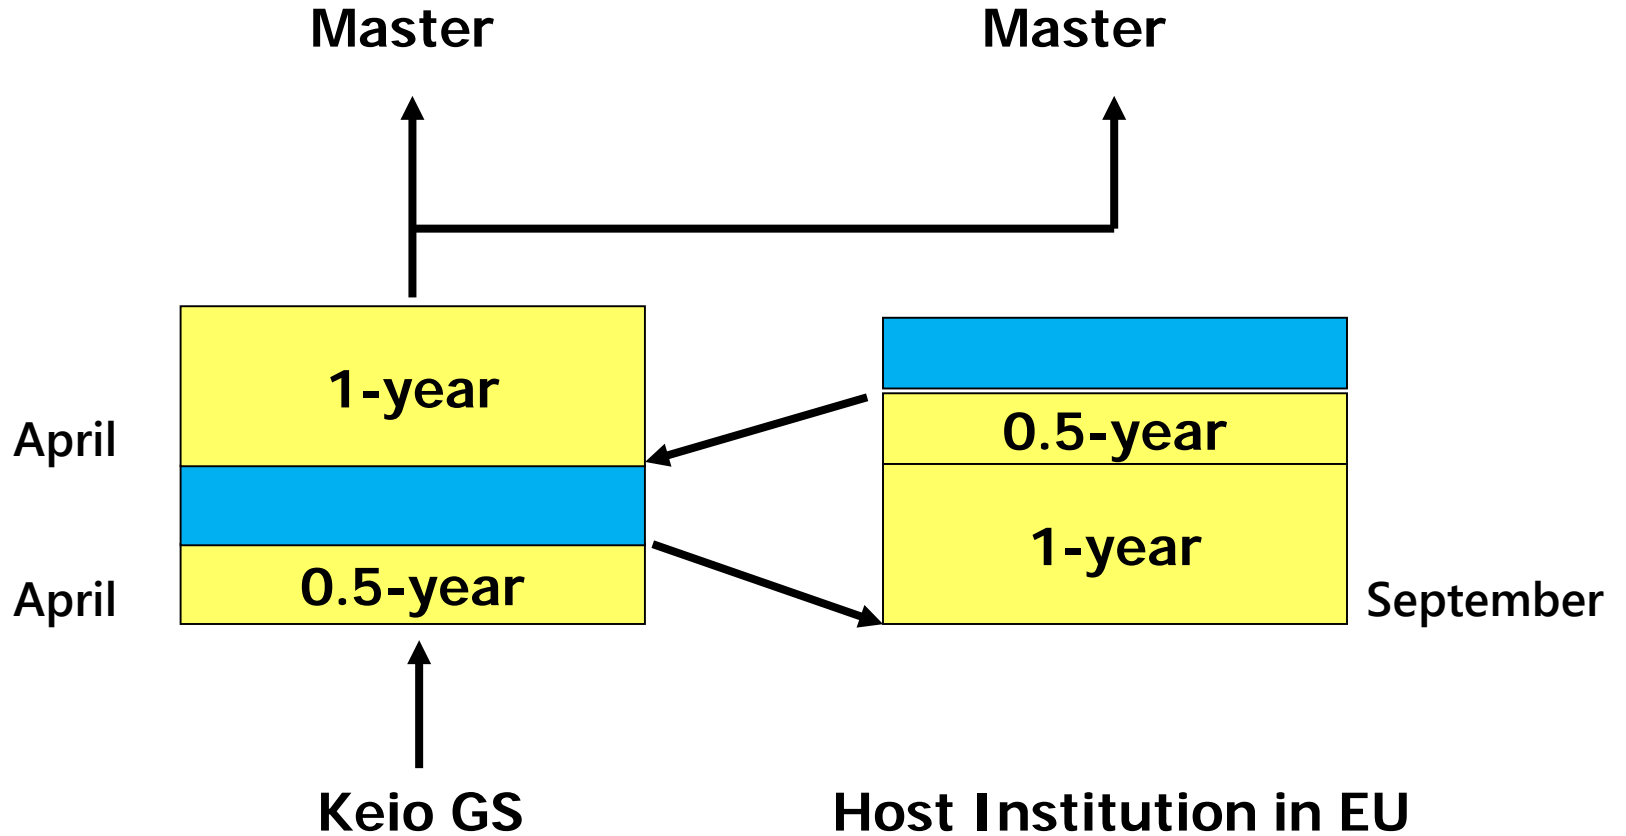 Master
Master
1-year
April
0.5-year
1-year
0.5-year
April
September
Keio GS
Host Institution in EU